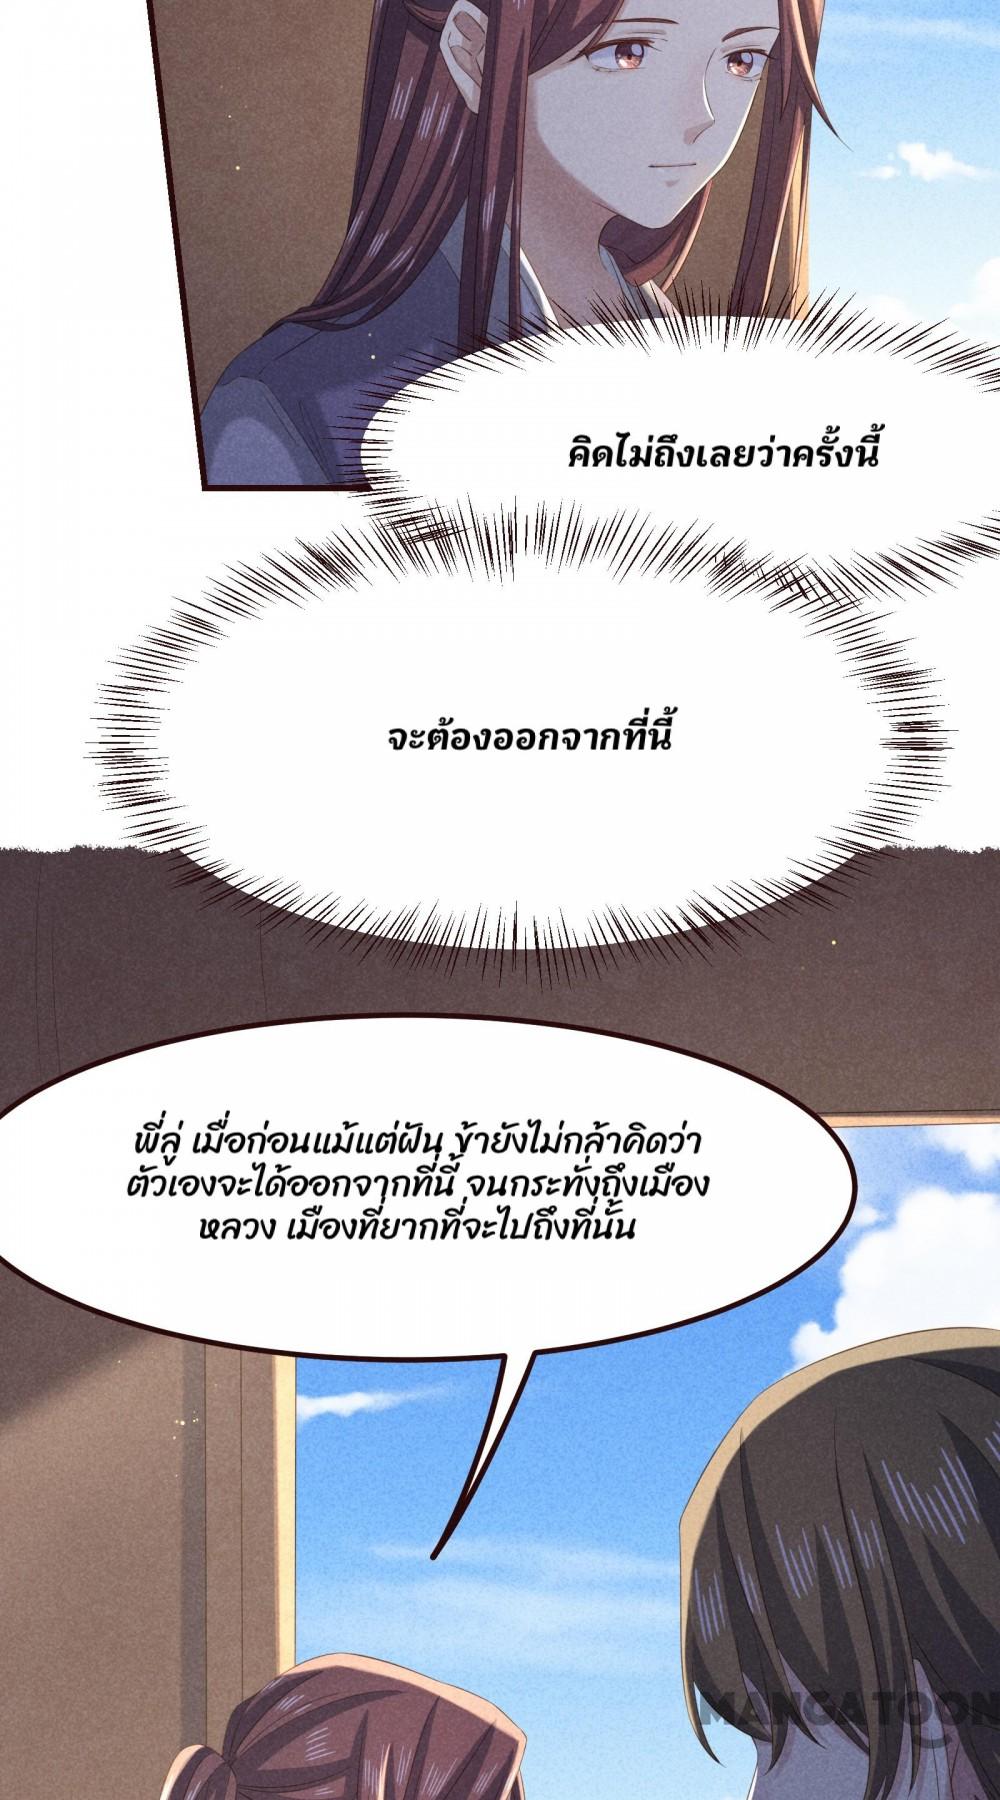 คิดไม่ถึงเลยว่าครั้งนี้
จะต้องออกจากที่นี้
พี่ลู่ เมื่อก่อนแม้แต่ฝัน ข้ายังไม่กล้าคิดว่า
ตัวเองจะได้ออกจากที่นี้ จนกระทั่งถึงเมือง
หลวง เมืองที่ยากที่จะไปถึงที่นั้น
MANGATOON